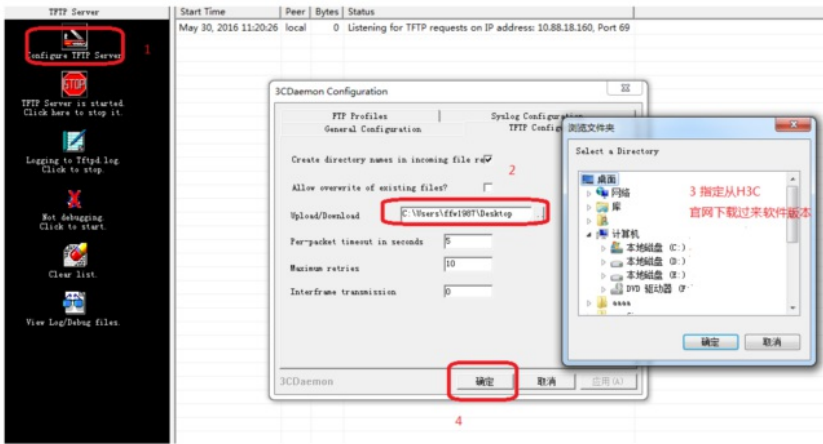 TFTP Server
Configure TFTP Server
1
STOP
TFTP Server is started.
Click here to stop it.
Logging to Tftpd.log.
Click to stop.
Not debugging.
Click to start.
Clear list.
View Log/Debug files.
Start Time Peer Bytes Status
May 30, 2016 11:20:26 local 0 Listening for TFTP requests on IP address: 10.88.18.160, Port 69
3CDaemon Configuration
FTP Profiles
General Configuration
TFTP Config
Create directory names in incoming file re
2
Allow overwrite of existing files?
Upload/Download C:\Users\ffw1987\Desktop
Per-packet timeout in seconds 5
Maximum retries 10
Interframe transmission 0
3CDaemon 确定 取消 应用(A)
4
浏览文件夹
Select a Directory
桌面
网络
库
计算机
本地磁盘 (C:)
本地磁盘 (D:)
本地磁盘 (E:)
DVD 驱动器
aaaa
3 指定从H3C
官网下载过来软件版本
确定 取消